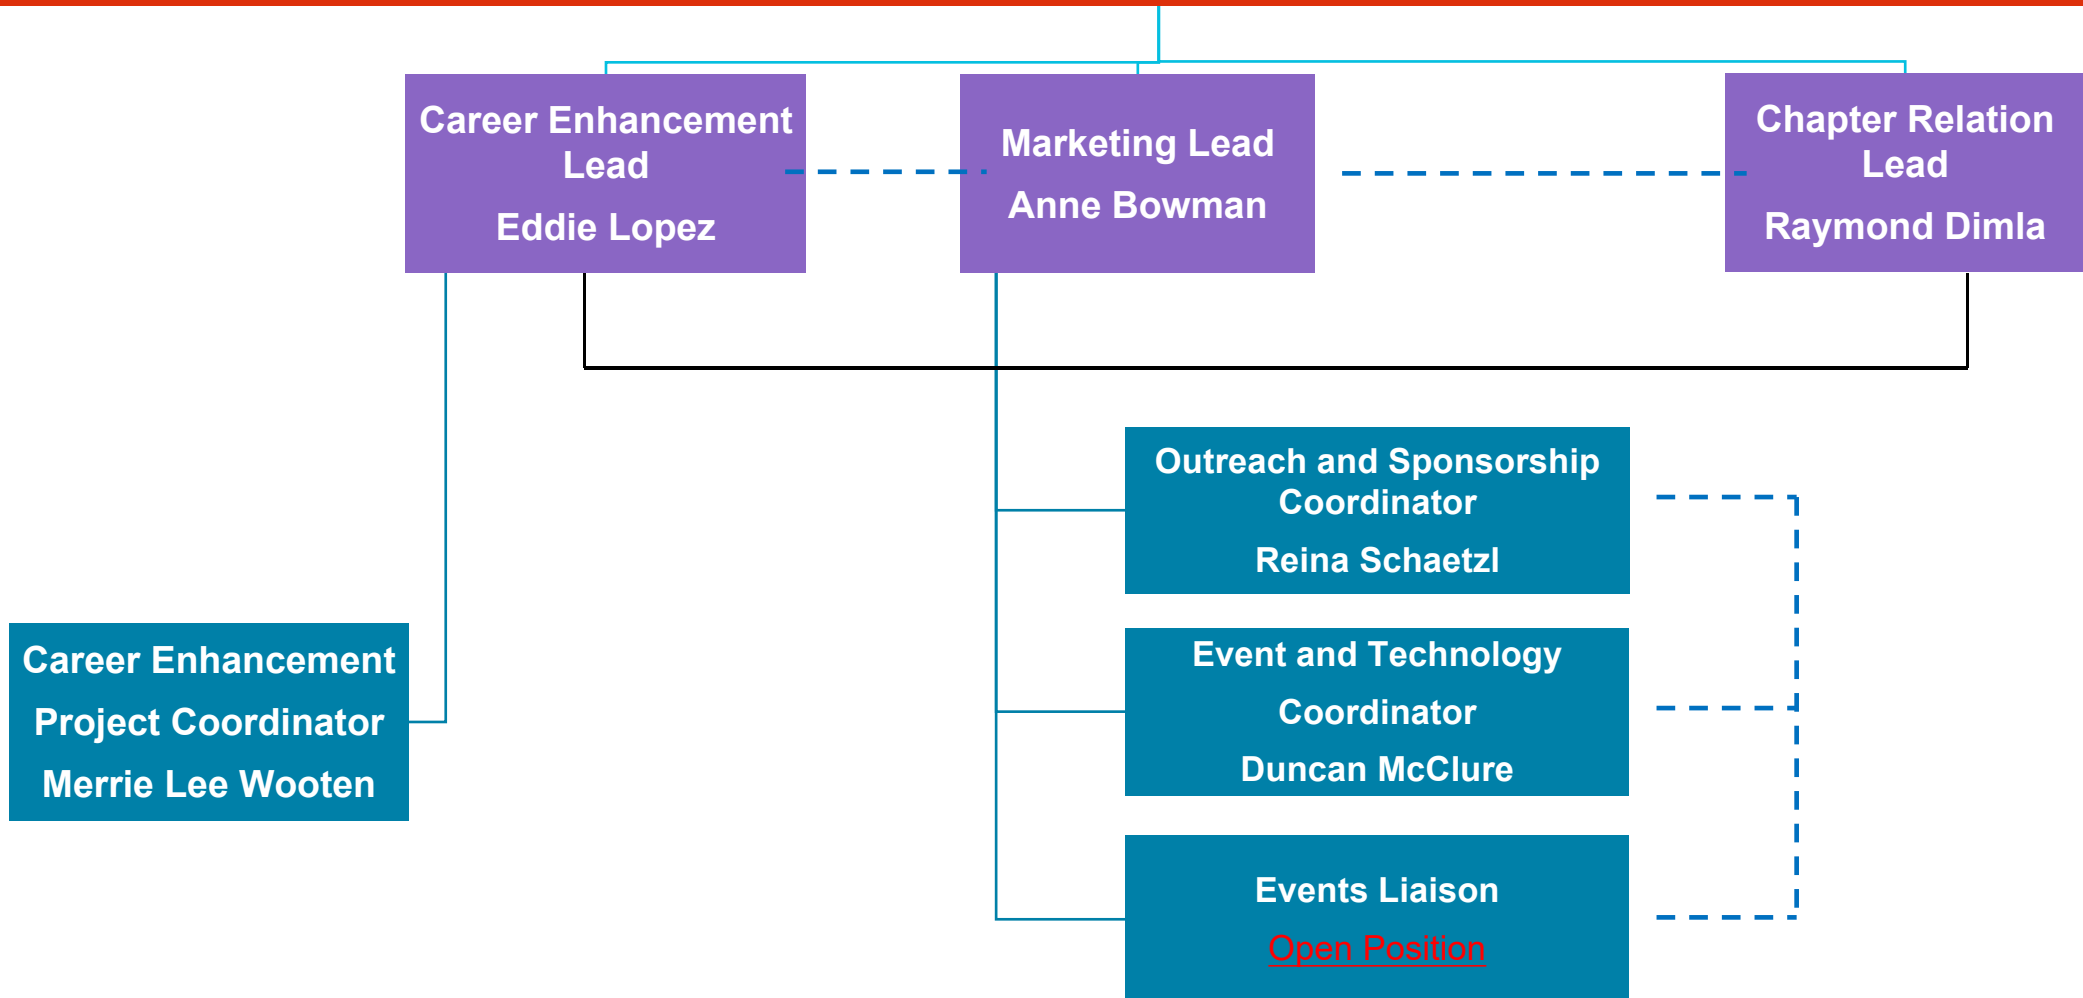 Career Enhancement
Lead
Eddie Lopez
Marketing Lead
Anne Bowman
Chapter Relation
Lead
Raymond Dimla
Outreach and Sponsorship
Coordinator
Reina Schaetzl
Career Enhancement
Project Coordinator
Merrie Lee Wooten
Event and Technology
Coordinator
Duncan McClure
Events Liaison
Open Position